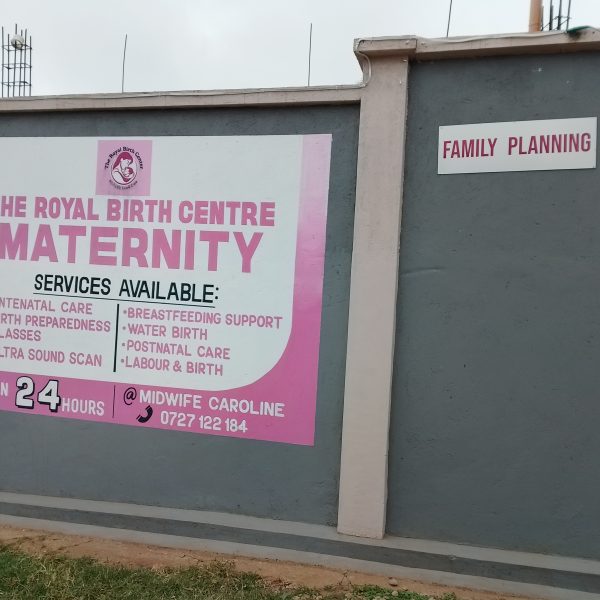 The Royal Birth Centre
HE ROYAL BIRTH CENTRE
MATERNITY
SERVICES AVAILABLE:
NTENATAL CARE
RTH PREPAREDNESS
LASSES
LTRA SOUND SCAN
•BREASTFEEDING SUPPORT
•WATER BIRTH
•POSTNATAL CARE
•LABOUR & BIRTH
N 24 HOURS
@ MIDWIFE CAROLINE
0727 122 184
FAMILY PLANNING